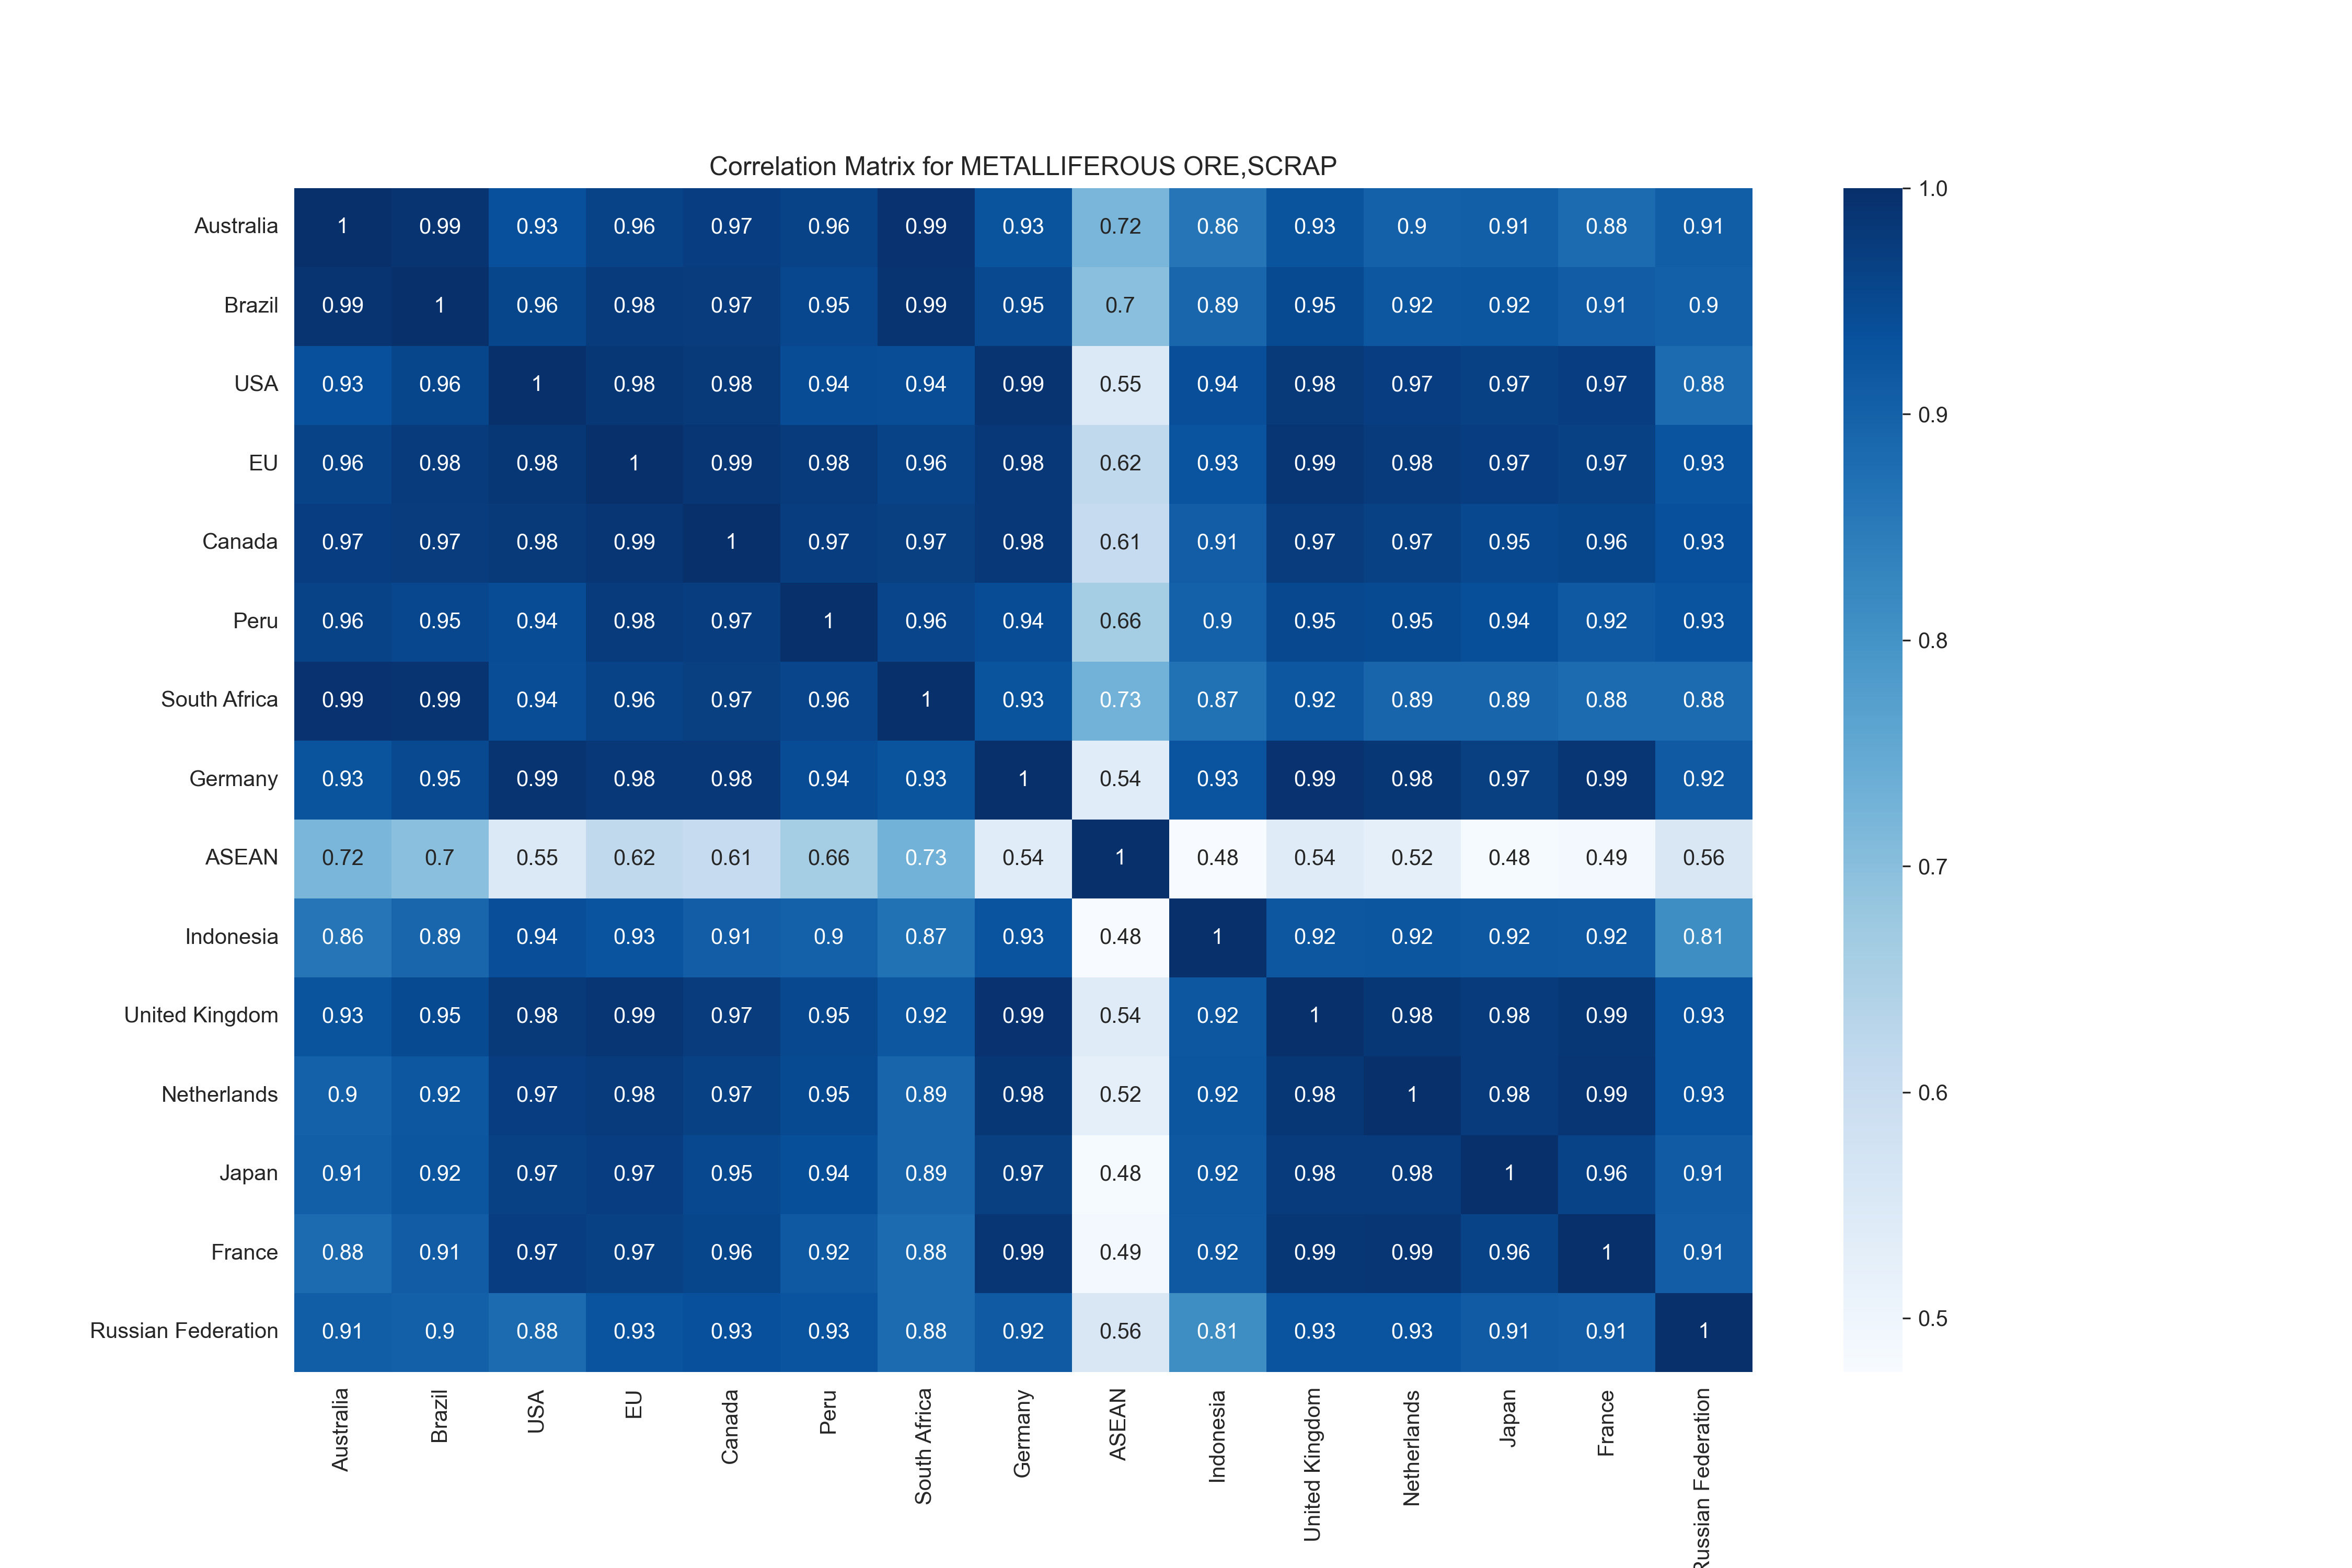 Correlation Matrix for METALLIFEROUS ORE,SCRAP
Australia 1 0.99 0.93 0.96 0.97 0.96 0.99 0.93 0.72 0.86 0.93 0.9 0.91 0.88 0.91
Brazil 0.99 1 0.96 0.98 0.97 0.95 0.99 0.95 0.7 0.89 0.95 0.92 0.92 0.91 0.9
USA 0.93 0.96 1 0.98 0.98 0.94 0.94 0.99 0.55 0.94 0.98 0.97 0.97 0.97 0.88
EU 0.96 0.98 0.98 1 0.99 0.98 0.96 0.98 0.62 0.93 0.99 0.98 0.97 0.97 0.93
Canada 0.97 0.97 0.98 0.99 1 0.97 0.97 0.98 0.61 0.91 0.97 0.97 0.95 0.96 0.93
Peru 0.96 0.95 0.94 0.98 0.97 1 0.96 0.94 0.66 0.9 0.95 0.95 0.94 0.92 0.93
South Africa 0.99 0.99 0.94 0.96 0.97 0.96 1 0.93 0.73 0.87 0.92 0.89 0.89 0.88 0.88
Germany 0.93 0.95 0.99 0.98 0.98 0.94 0.93 1 0.54 0.93 0.99 0.98 0.97 0.99 0.92
ASEAN 0.72 0.7 0.55 0.62 0.61 0.66 0.73 0.54 1 0.48 0.54 0.52 0.48 0.49 0.56
Indonesia 0.86 0.89 0.94 0.93 0.91 0.9 0.87 0.93 0.48 1 0.92 0.92 0.92 0.92 0.81
United Kingdom 0.93 0.95 0.98 0.99 0.97 0.95 0.92 0.99 0.54 0.92 1 0.98 0.98 0.99 0.93
Netherlands 0.9 0.92 0.97 0.98 0.97 0.95 0.89 0.98 0.52 0.92 0.98 1 0.98 0.99 0.93
Japan 0.91 0.92 0.97 0.97 0.95 0.94 0.89 0.97 0.48 0.92 0.98 0.98 1 0.96 0.91
France 0.88 0.91 0.97 0.97 0.96 0.92 0.88 0.99 0.49 0.92 0.99 0.99 0.96 1 0.91
Russian Federation 0.91 0.9 0.88 0.93 0.93 0.93 0.88 0.92 0.56 0.81 0.93 0.93 0.91 0.91 1
Australia
Brazil
USA
EU
Canada
Peru
South Africa
Germany
ASEAN
Indonesia
United Kingdom
Netherlands
Japan
France
Russian Federation
1.0
0.9
0.8
0.7
0.6
0.5